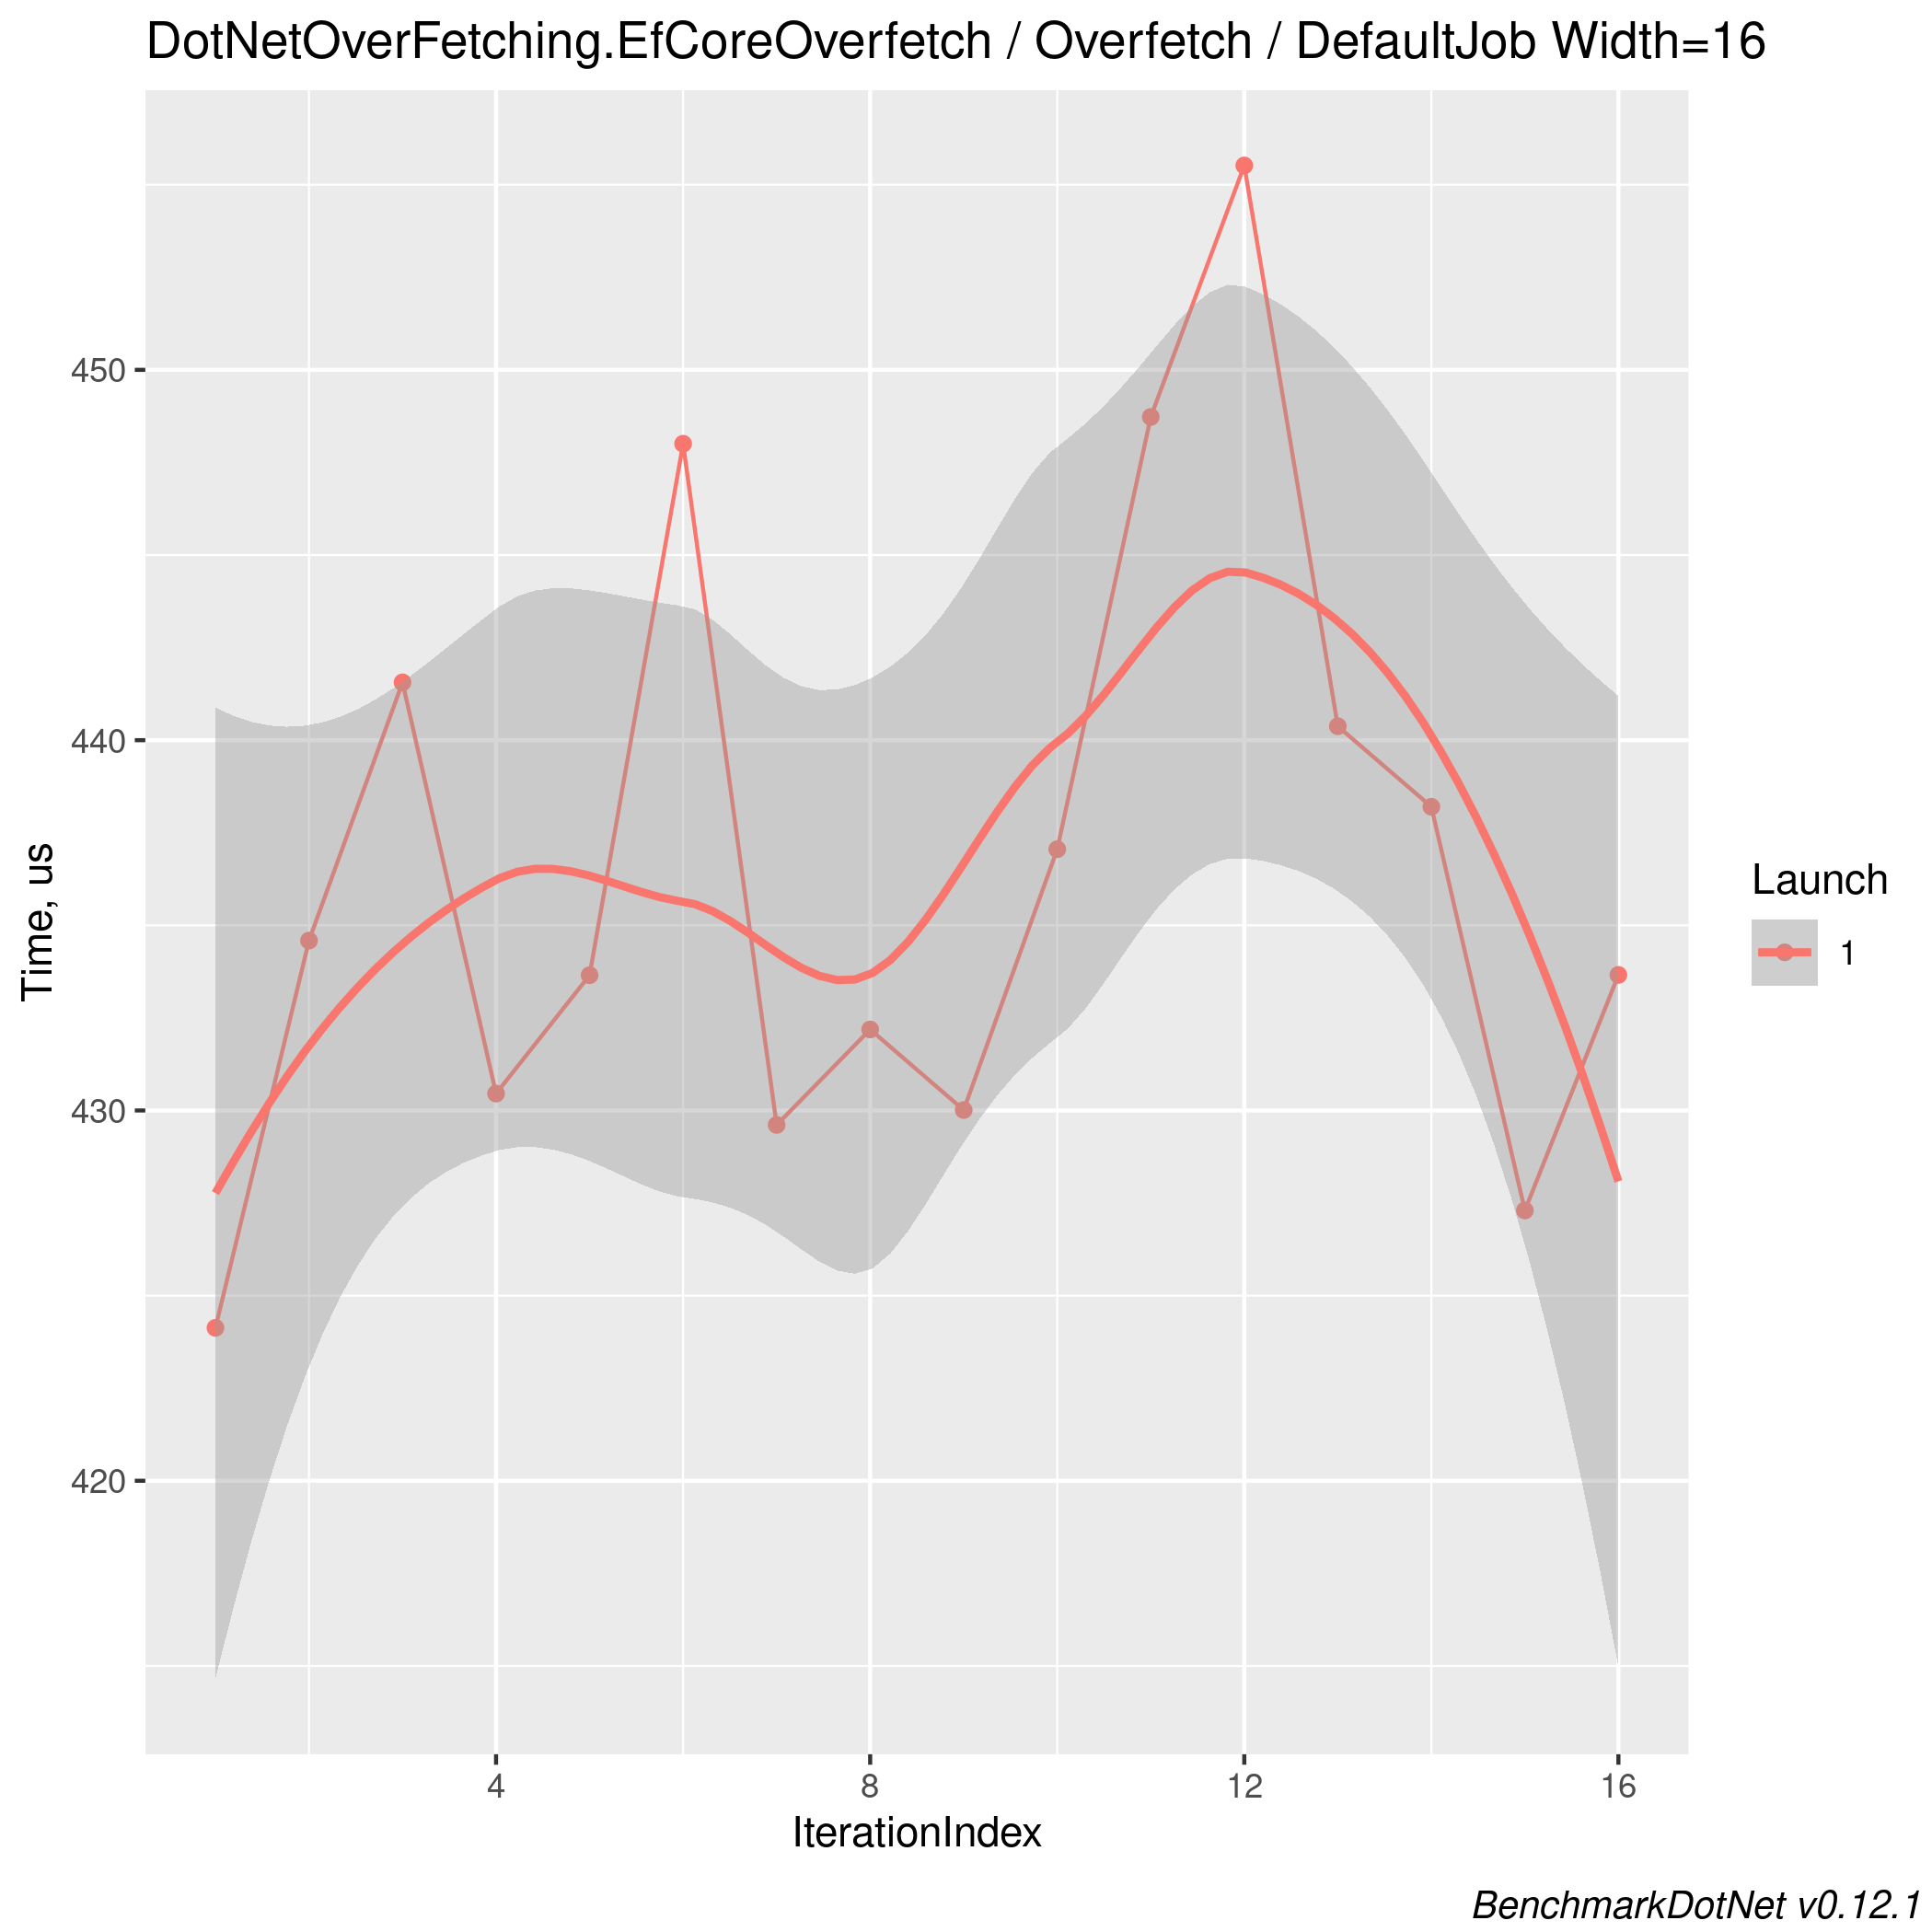 DotNetOverFetching.EfCoreOverfetch / Overfetch / DefaultJob Width=16
450
440
430
420
Time, us
4 8 12 16
IterationIndex
Launch
1
BenchmarkDotNet v0.12.1